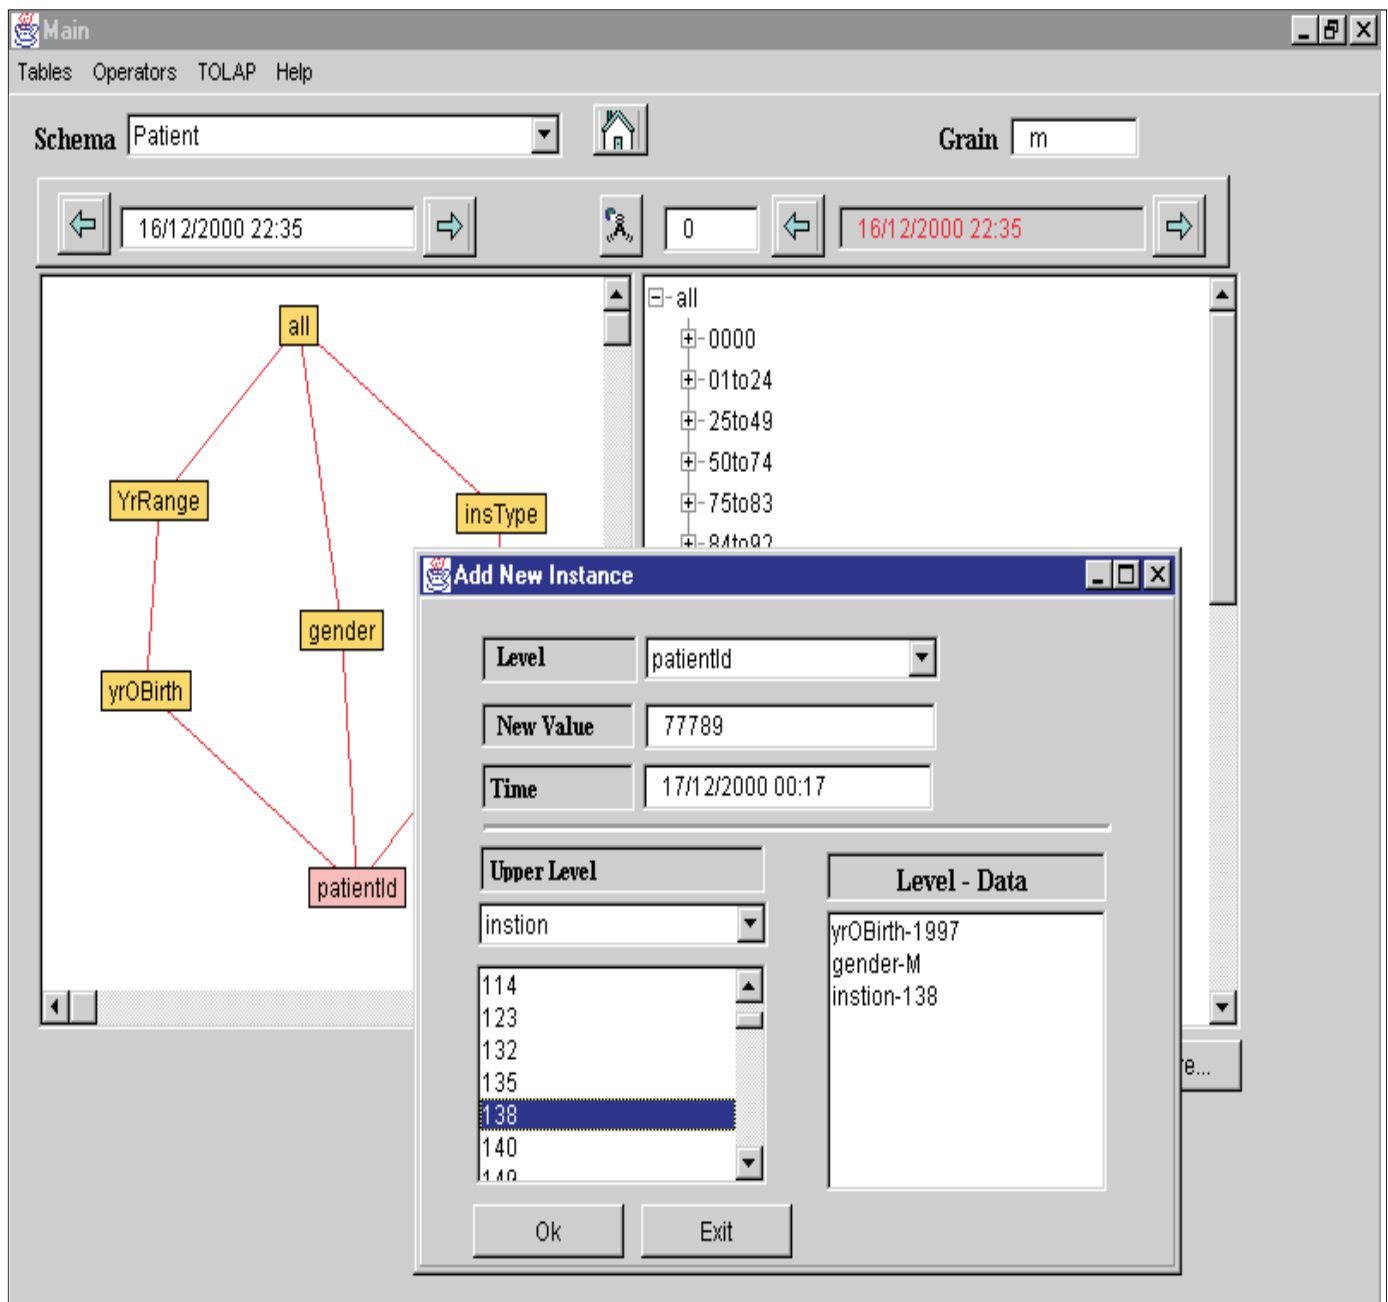 Main
Tables Operators TOLAP Help
Schema Patient Grain m
16/12/2000 22:35 0 16/12/2000 22:35
all
YrRange
insType
gender
yrOBirth
patientId
all
0000
01to24
25to49
50to74
75to83
84to92
Add New Instance
Level patientId
New Value 77789
Time 17/12/2000 00:17
Upper Level
instion
114
123
132
135
138
140
Level - Data
yrOBirth-1997
gender-M
instion-138
Ok Exit
e...